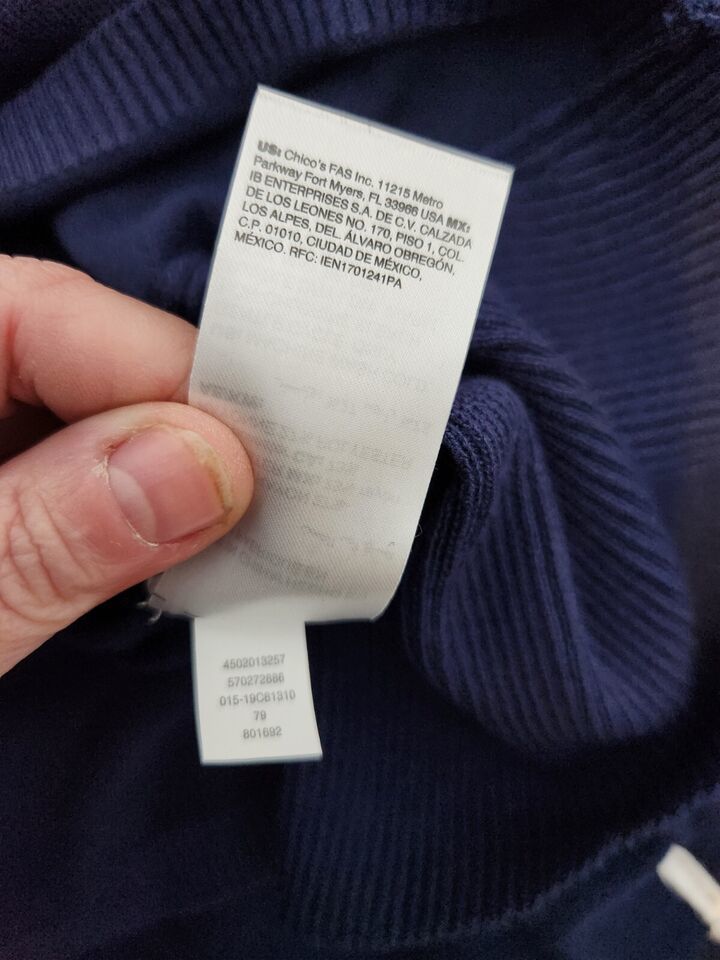 US: Chico's FAS Inc. 11215 Metro
Parkway Fort Myers, FL 33966 USA MX:
IB ENTERPRISES S.A. DE C.V. CALZADA
DE LOS LEONES NO. 170, PISO 1, COL.
LOS ALPES, DEL. ÁLVARO OBREGÓN,
C.P. 01010, CIUDAD DE MÉXICO,
MÉXICO. RFC: IEN1701241PA
4502013257
570272886
015-19C61310
79
801692